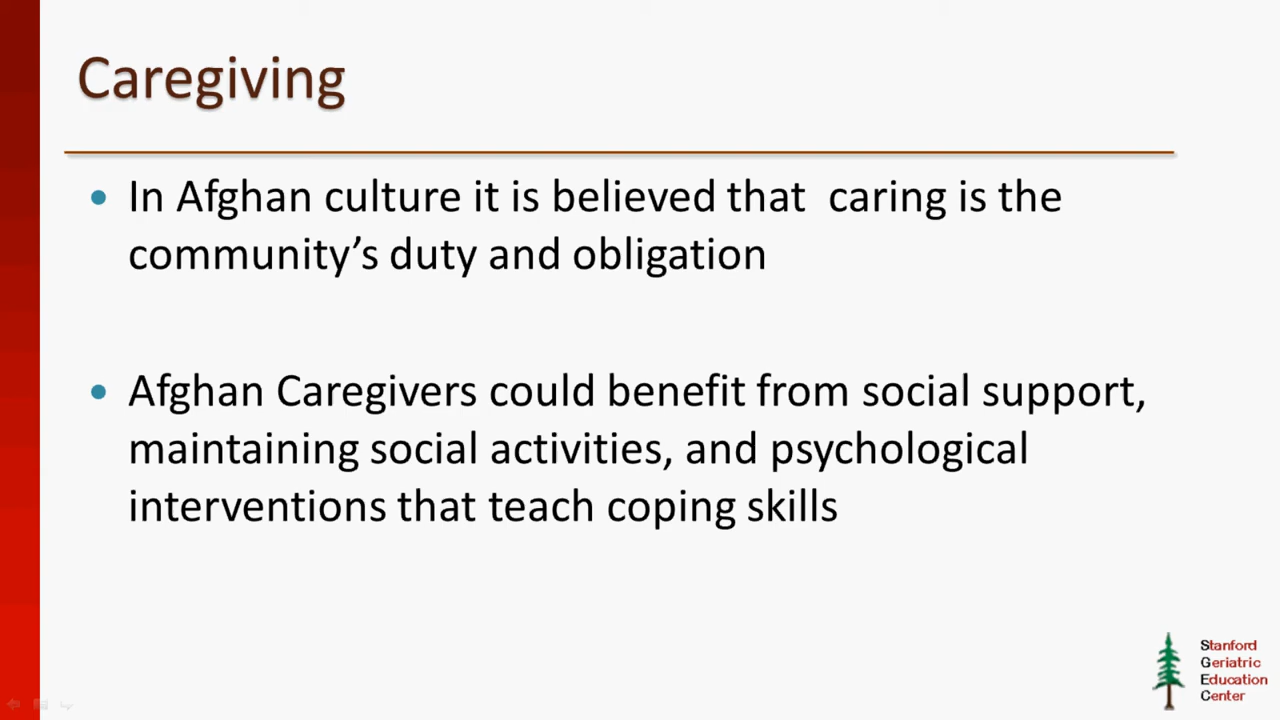 Caregiving
• In Afghan culture it is believed that  caring is the
community’s duty and obligation
• Afghan Caregivers could benefit from social support,
maintaining social activities, and psychological
interventions that teach coping skills
Stanford
Geriatric
Education
Center